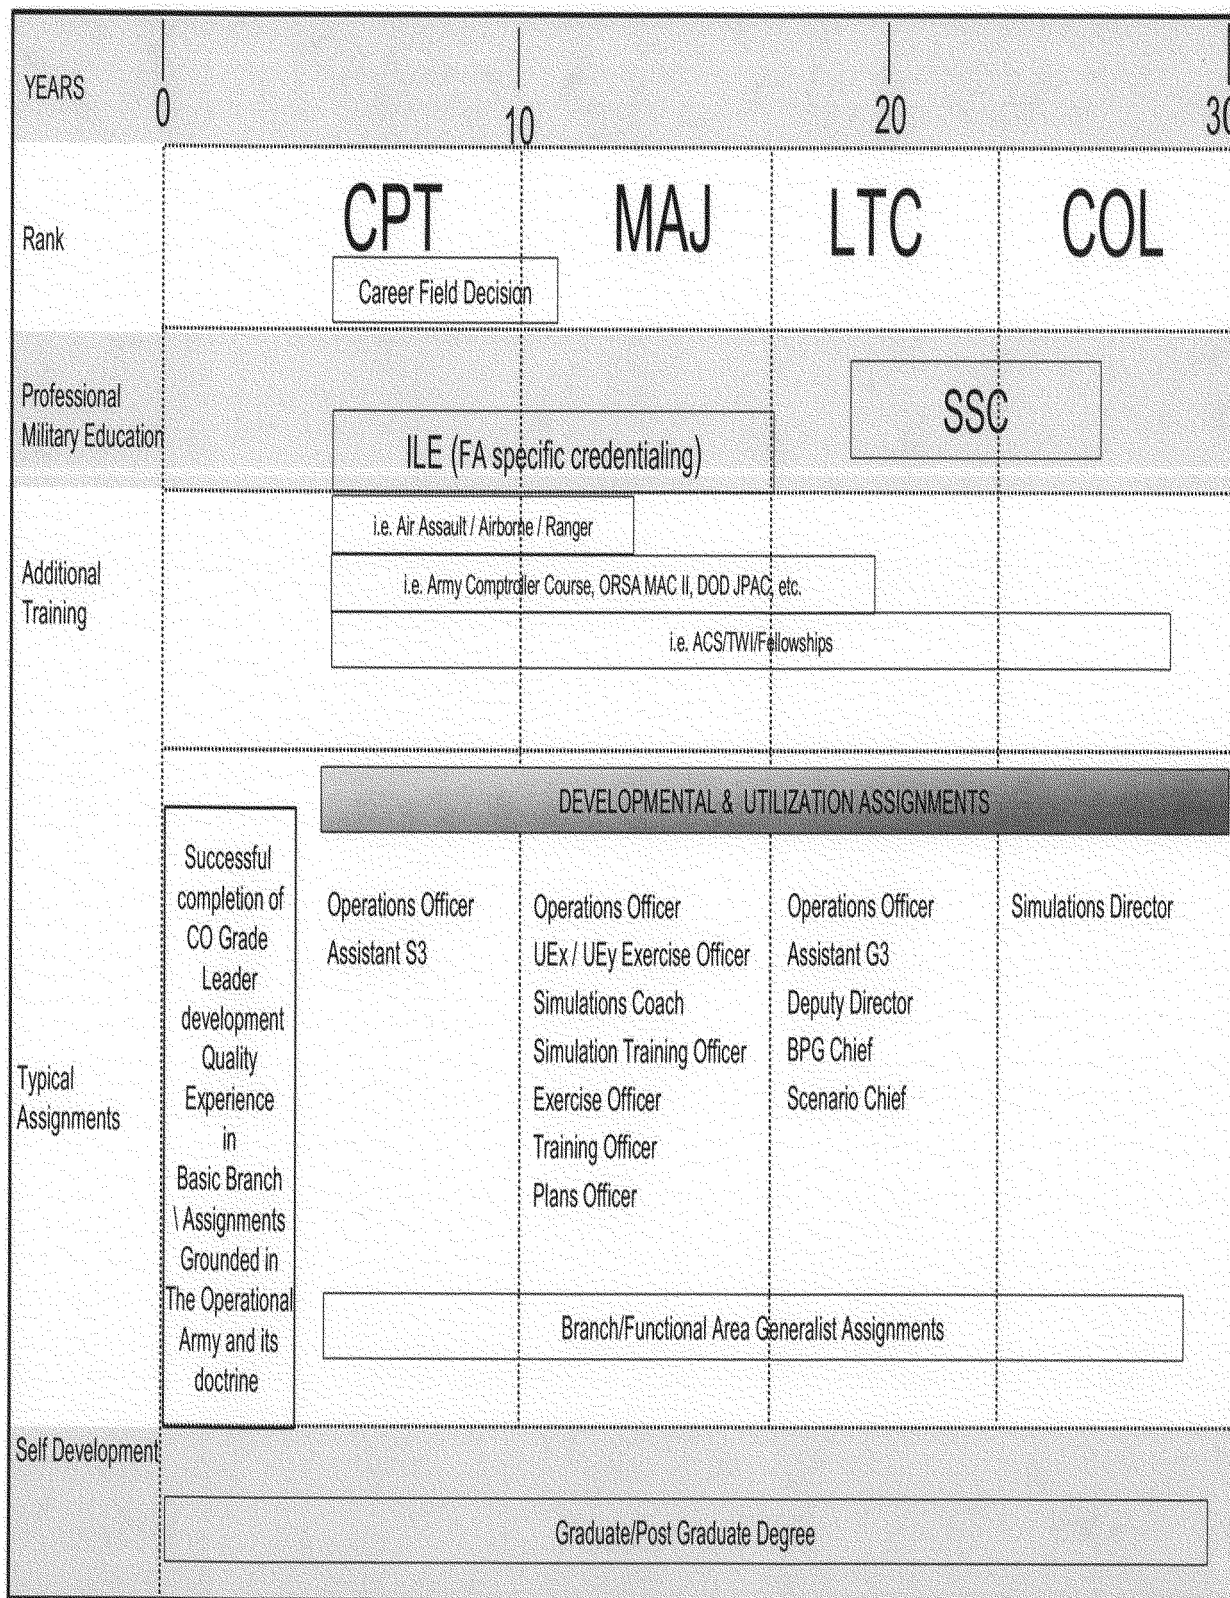 YEARS
0
10
20
30
Rank
CPT
MAJ
LTC
COL
Career Field Decision
Professional
Military Education
SSC
ILE (FA specific credentialing)
Additional
Training
i.e. Air Assault / Airborne / Ranger
i.e. Army Comptroller Course, ORSA MAC II, DOD JPAC, etc.
i.e. ACS/TWI/Fellowships
Typical
Assignments
DEVELOPMENTAL & UTILIZATION ASSIGNMENTS
Successful
completion of
CO Grade
Leader
development
Quality
Experience
in
Basic Branch
\ Assignments
Grounded in
The Operational
Army and its
doctrine
Operations Officer
Assistant S3
Operations Officer
UEx / UEy Exercise Officer
Simulations Coach
Simulation Training Officer
Exercise Officer
Training Officer
Plans Officer
Operations Officer
Assistant G3
Deputy Director
BPG Chief
Scenario Chief
Simulations Director
Branch/Functional Area Generalist Assignments
Self Development
Graduate/Post Graduate Degree